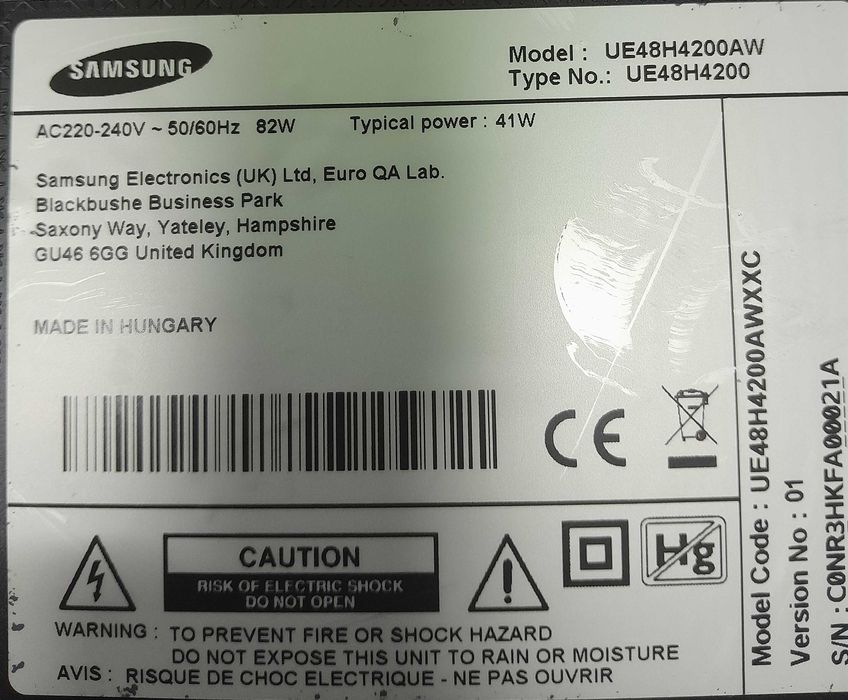 SAMSUNG
Model : UE48H4200AW
Type No.: UE48H4200
AC220-240V ~ 50/60Hz 82W Typical power : 41W
Samsung Electronics (UK) Ltd, Euro QA Lab.
Blackbushe Business Park
Saxony Way, Yateley, Hampshire
GU46 6GG United Kingdom
MADE IN HUNGARY
CE
Hg
CAUTION
RISK OF ELECTRIC SHOCK
DO NOT OPEN
WARNING : TO PREVENT FIRE OR SHOCK HAZARD
DO NOT EXPOSE THIS UNIT TO RAIN OR MOISTURE
AVIS : RISQUE DE CHOC ELECTRIQUE - NE PAS OUVRIR
Model Code : UE48H4200AWXXC
Version No : 01
S/N : C0NR3HKFA00021A